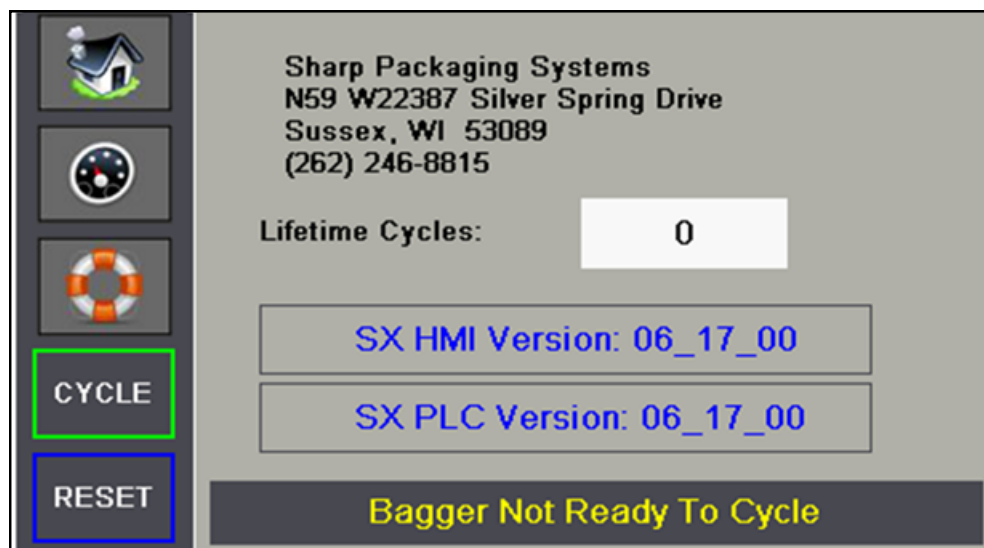 Sharp Packaging Systems
N59 W22387 Silver Spring Drive
Sussex, WI 53089
(262) 246-8815
Lifetime Cycles: 0
SX HMI Version: 06_17_00
CYCLE
SX PLC Version: 06_17_00
RESET
Bagger Not Ready To Cycle